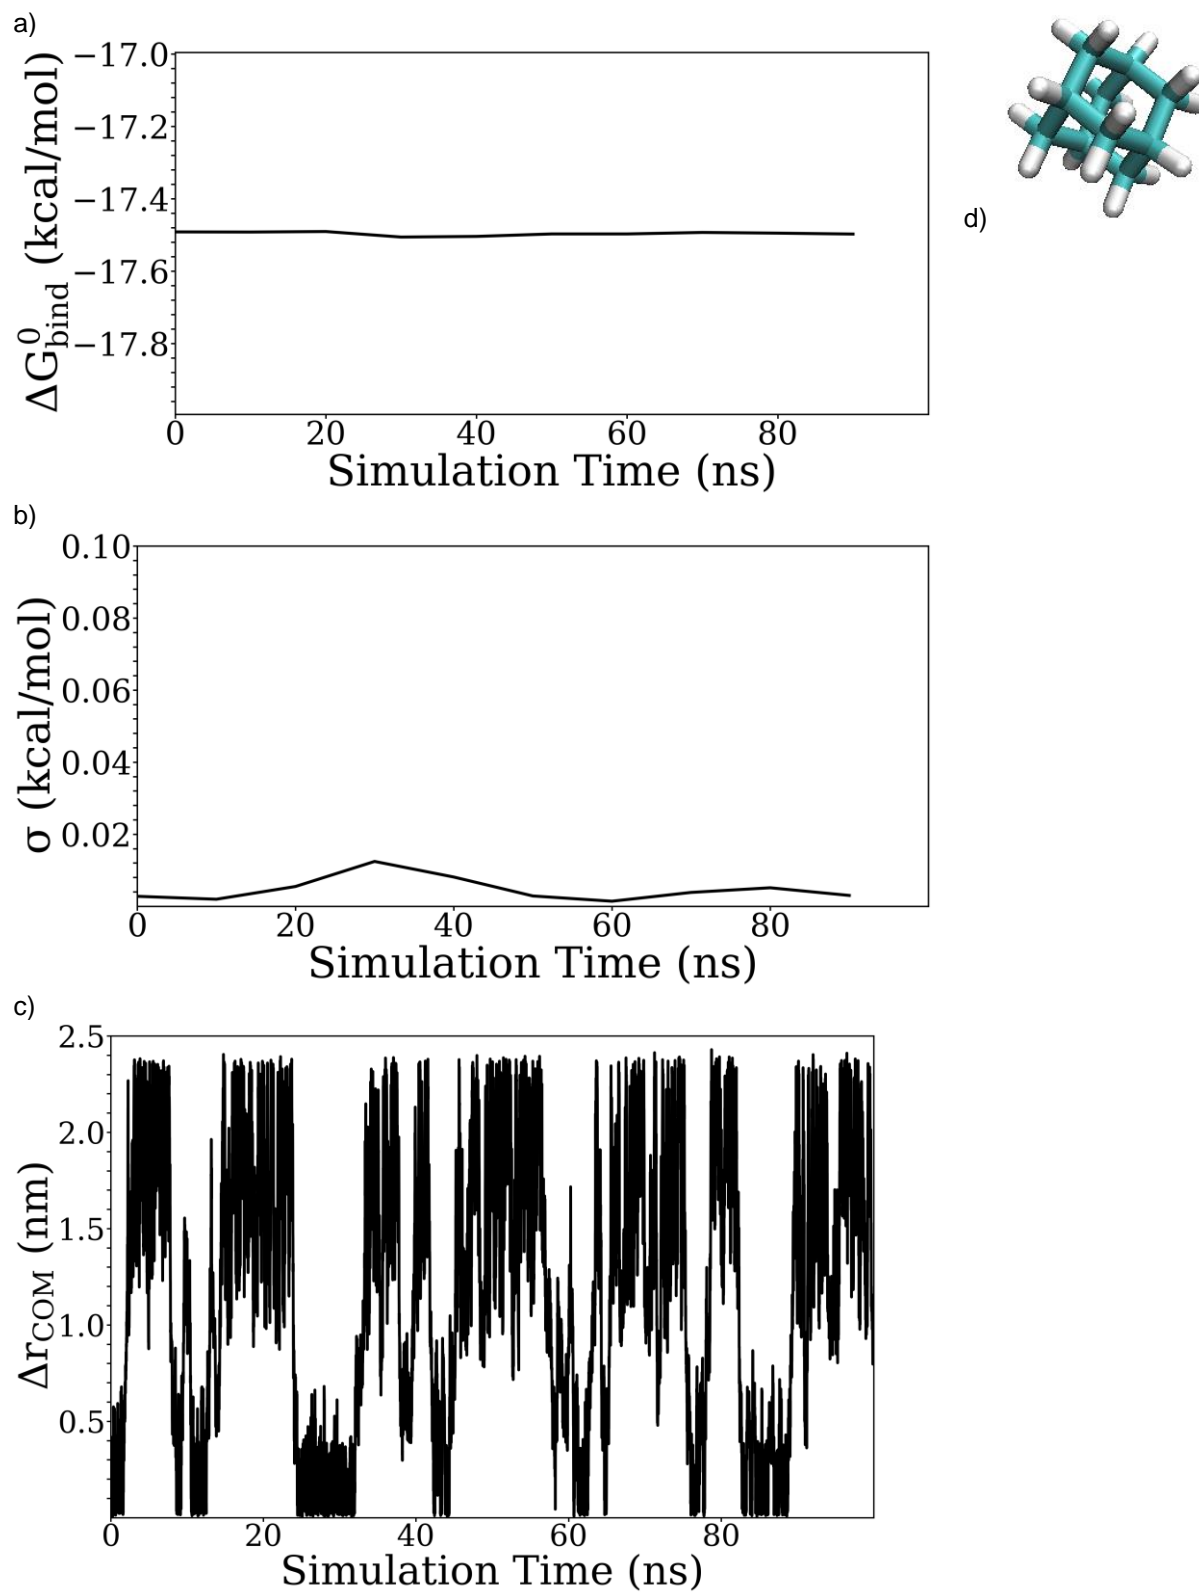 a)
ΔG⁰bind (kcal/mol)
−17.0
−17.2
−17.4
−17.6
−17.8
0 20 40 60 80
Simulation Time (ns)
d)
b)
σ (kcal/mol)
0.10
0.08
0.06
0.04
0.02
0 20 40 60 80
Simulation Time (ns)
c)
ΔrCOM (nm)
2.5
2.0
1.5
1.0
0.5
0 20 40 60 80
Simulation Time (ns)